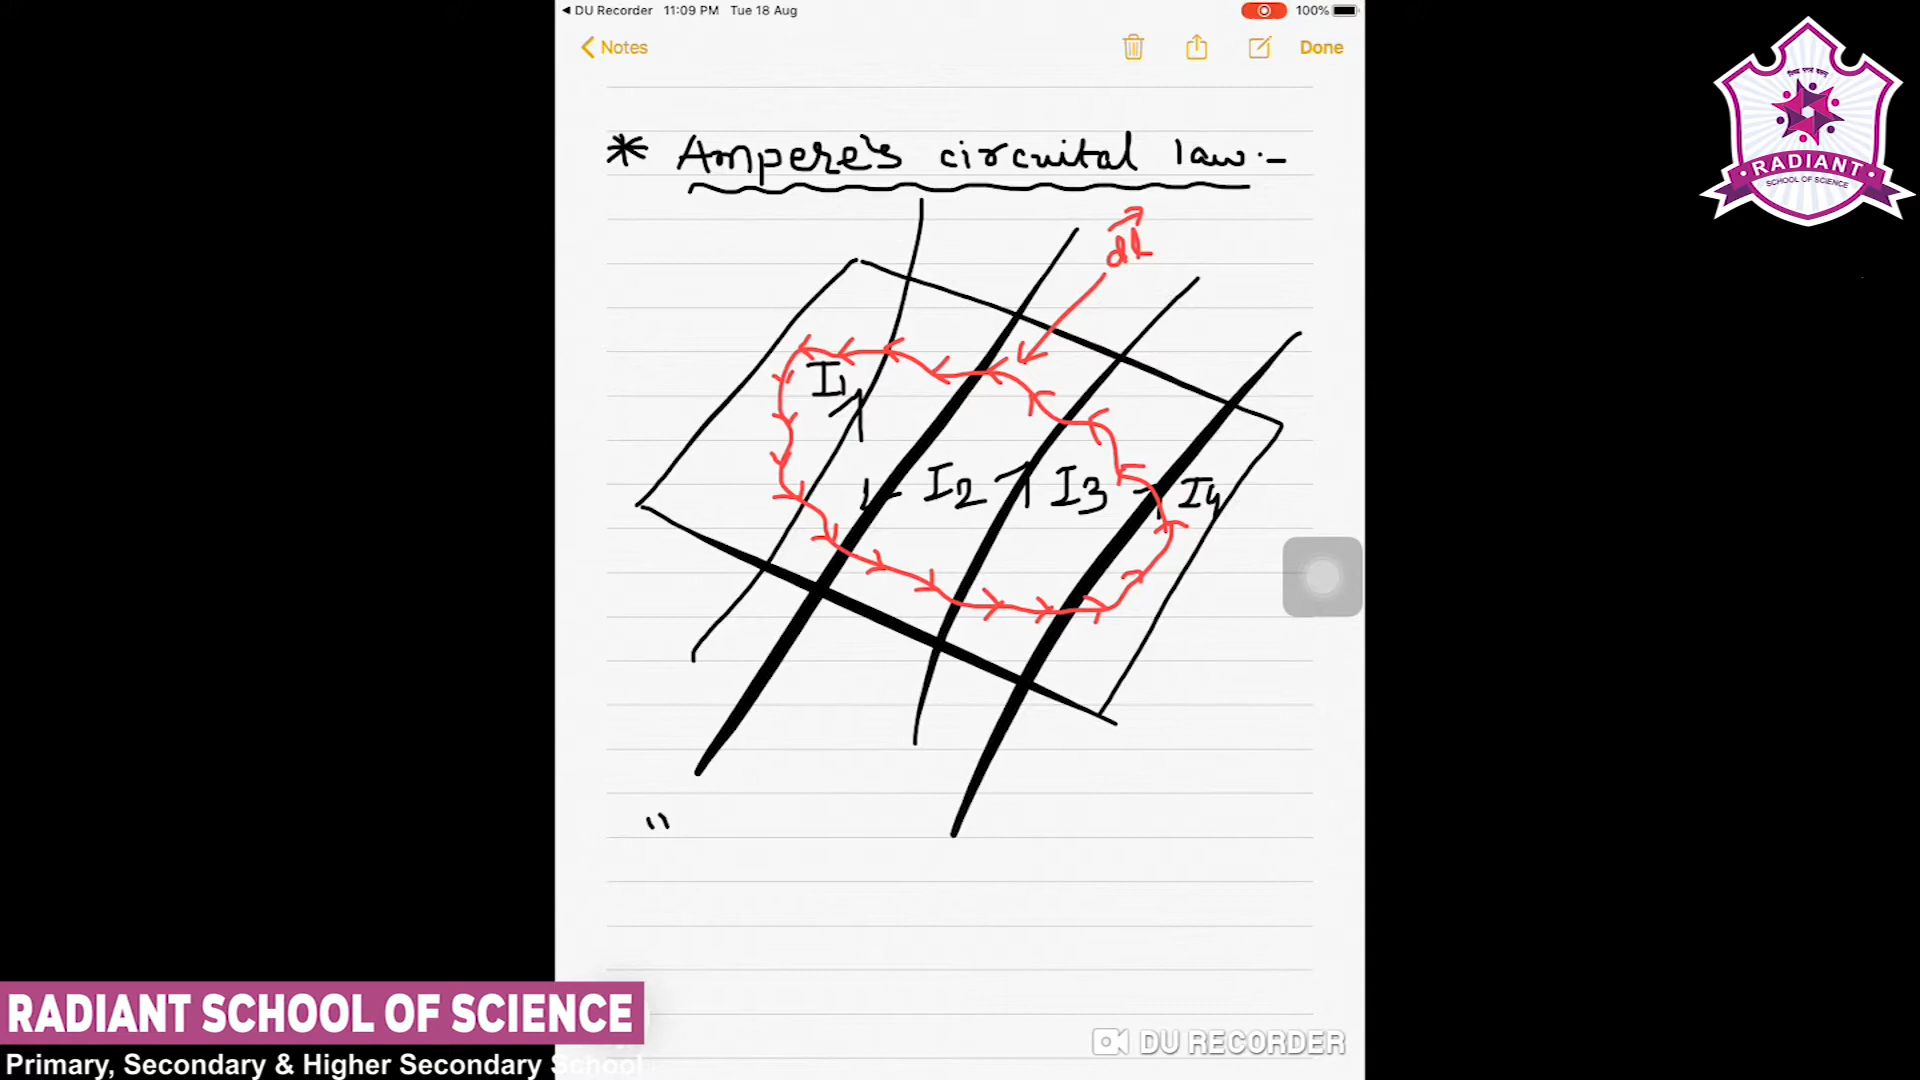 DU Recorder 11:09 PM Tue 18 Aug 100%
Notes Done
* Ampere's circuital law :-
dl
I1
I2 I3 I4
"
RADIANT
SCHOOL OF SCIENCE
RADIANT SCHOOL OF SCIENCE
Primary, Secondary & Higher Secondary School
DU RECORDER